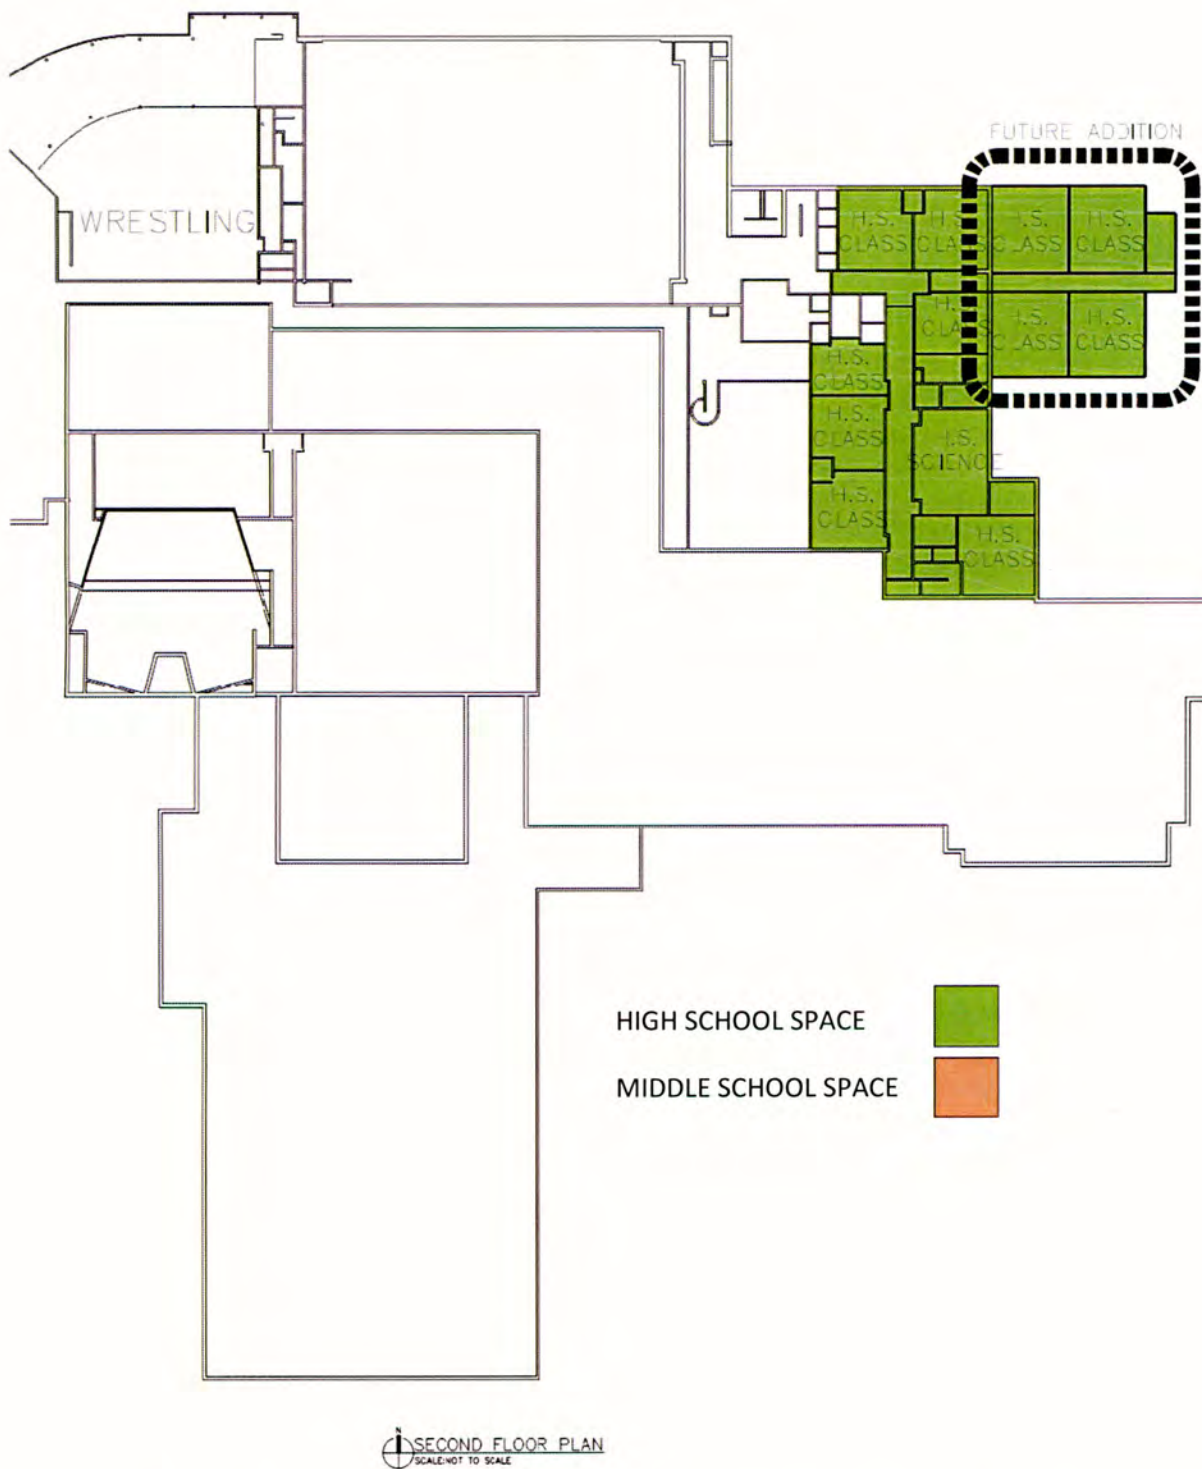 FUTURE ADDITION
WRESTLING
H.S.
CLASS
H.S.
CLASS
H.S.
CLASS
H.S.
CLASS
H.S.
CLASS
H.S.
CLASS
H.S.
CLASS
H.S.
CLASS
H.S.
CLASS
H.S.
SCIENCE
H.S.
CLASS
H.S.
CLASS
HIGH SCHOOL SPACE
MIDDLE SCHOOL SPACE
N
SECOND FLOOR PLAN
SCALE:NOT TO SCALE